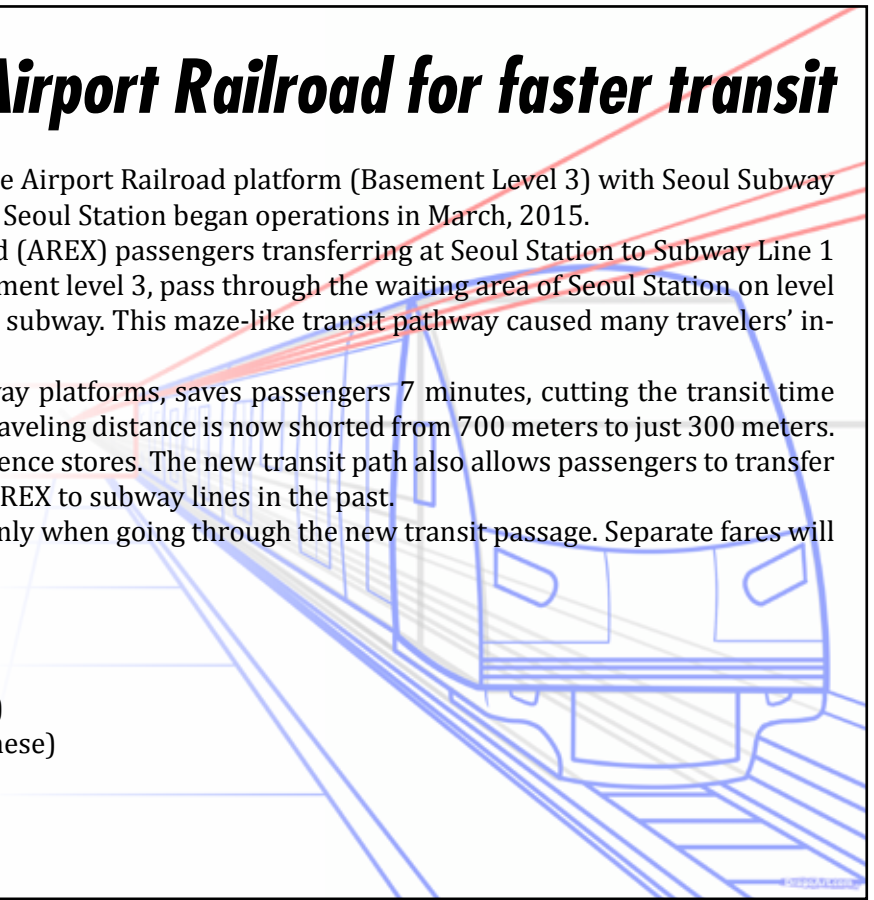 Airport Railroad for faster transit
e Airport Railroad platform (Basement Level 3) with Seoul Subway
Seoul Station began operations in March, 2015.
d (AREX) passengers transferring at Seoul Station to Subway Line 1
ment level 3, pass through the waiting area of Seoul Station on level
subway. This maze-like transit pathway caused many travelers’ in-
way platforms, saves passengers 7 minutes, cutting the transit time
aveling distance is now shorted from 700 meters to just 300 meters.
ence stores. The new transit path also allows passengers to transfer
AREX to subway lines in the past.
nly when going through the new transit passage. Separate fares will
)
nese)